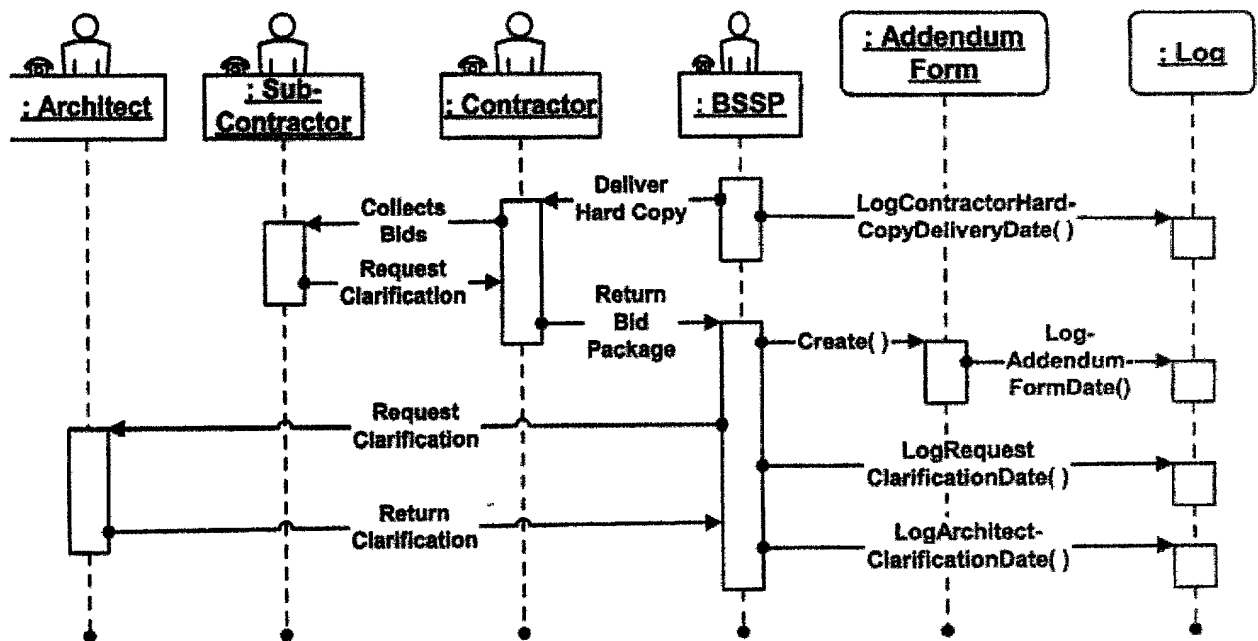 : Architect
: Sub-
Contractor
: Contractor
: BSSP
: Addendum
Form
: Log
Deliver
Hard Copy
LogContractorHard-
CopyDeliveryDate( )
Collects
Bids
Request
Clarification
Return
Bid
Package
Create( )
Log-
Addendum-
FormDate()
Request
Clarification
LogRequest
ClarificationDate( )
Return
Clarification
LogArchitect-
ClarificationDate( )